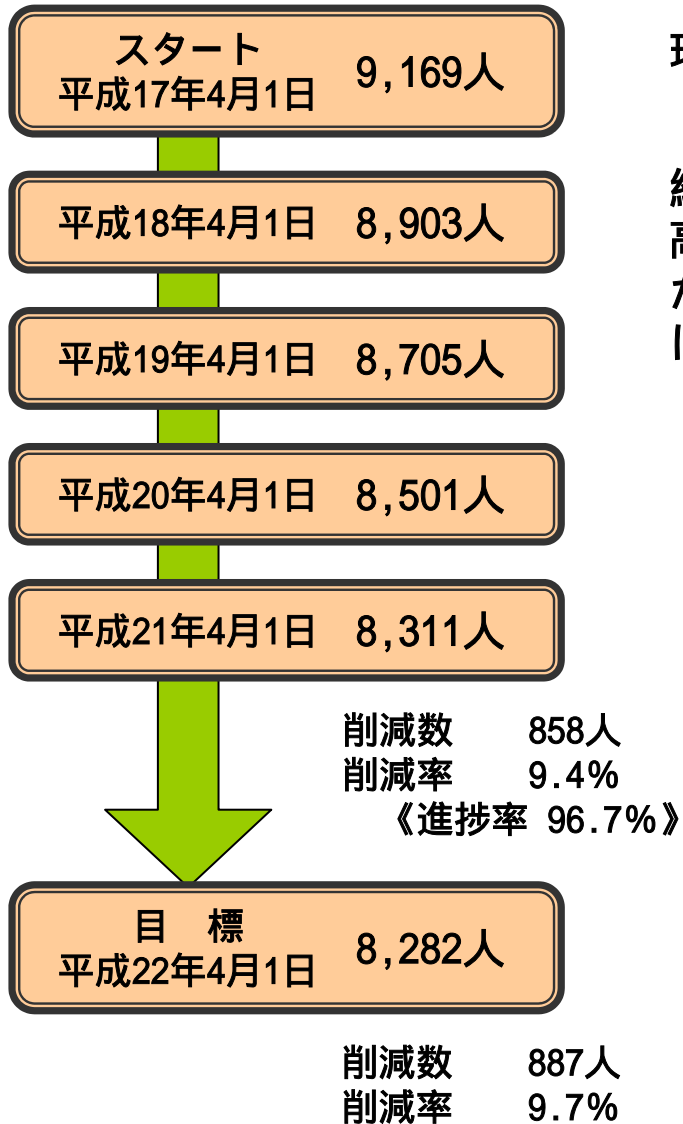 スタート
平成17年4月1日 9,169人
平成18年4月1日 8,903人
平成19年4月1日 8,705人
平成20年4月1日 8,501人
平成21年4月1日 8,311人
削減数 858人
削減率 9.4%
《進捗率 96.7%》
目 標
平成22年4月1日 8,282人
削減数 887人
削減率 9.7%